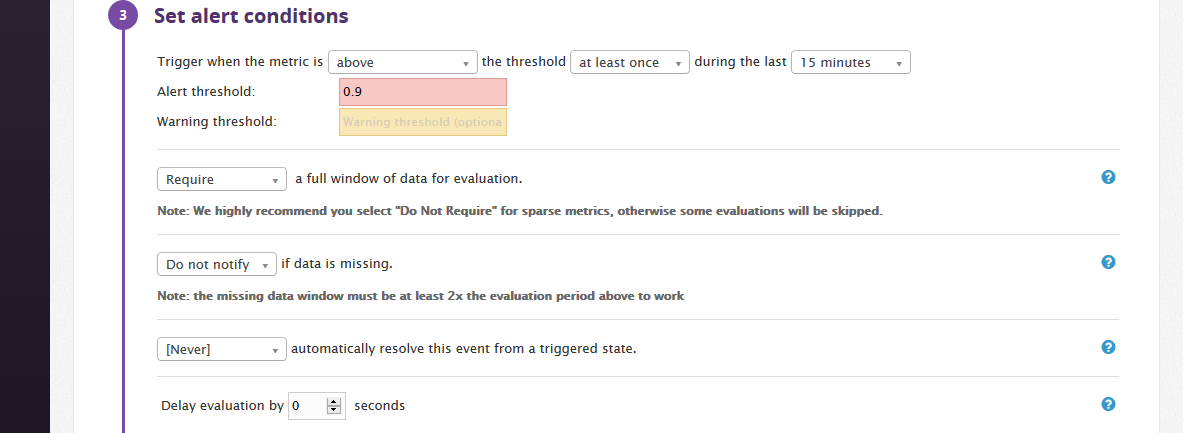 3 Set alert conditions
Trigger when the metric is above the threshold at least once during the last 15 minutes
Alert threshold: 0.9
Warning threshold: Warning threshold (optiona
Require a full window of data for evaluation. ?
Note: We highly recommend you select "Do Not Require" for sparse metrics, otherwise some evaluations will be skipped.
Do not notify if data is missing. ?
Note: the missing data window must be at least 2x the evaluation period above to work
[Never] automatically resolve this event from a triggered state. ?
Delay evaluation by 0 seconds ?